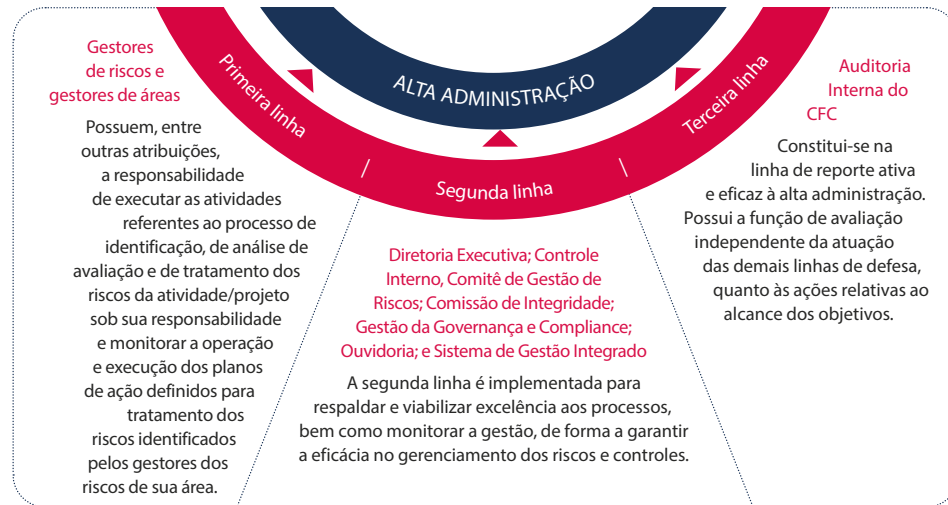 ALTA ADMINISTRAÇÃO
Primeira linha
Gestores
de riscos e
gestores de áreas
Possuem, entre
outras atribuições,
a responsabilidade
de executar as atividades
referentes ao processo de
identificação, de análise de
avaliação e de tratamento dos
riscos da atividade/projeto
sob sua responsabilidade
e monitorar a operação
e execução dos planos
de ação definidos para
tratamento dos
riscos identificados
pelos gestores dos
riscos de sua área.
Segunda linha
Diretoria Executiva; Controle
Interno, Comitê de Gestão de
Riscos; Comissão de Integridade;
Gestão da Governança e Compliance;
Ouvidoria; e Sistema de Gestão Integrado
A segunda linha é implementada para
respaldar e viabilizar excelência aos processos,
bem como monitorar a gestão, de forma a garantir
a eficácia no gerenciamento dos riscos e controles.
Terceira linha
Auditoria
Interna do
CFC
Constitui-se na
linha de reporte ativa
e eficaz à alta administração.
Possui a função de avaliação
independente da atuação
das demais linhas de defesa,
quanto às ações relativas ao
alcance dos objetivos.